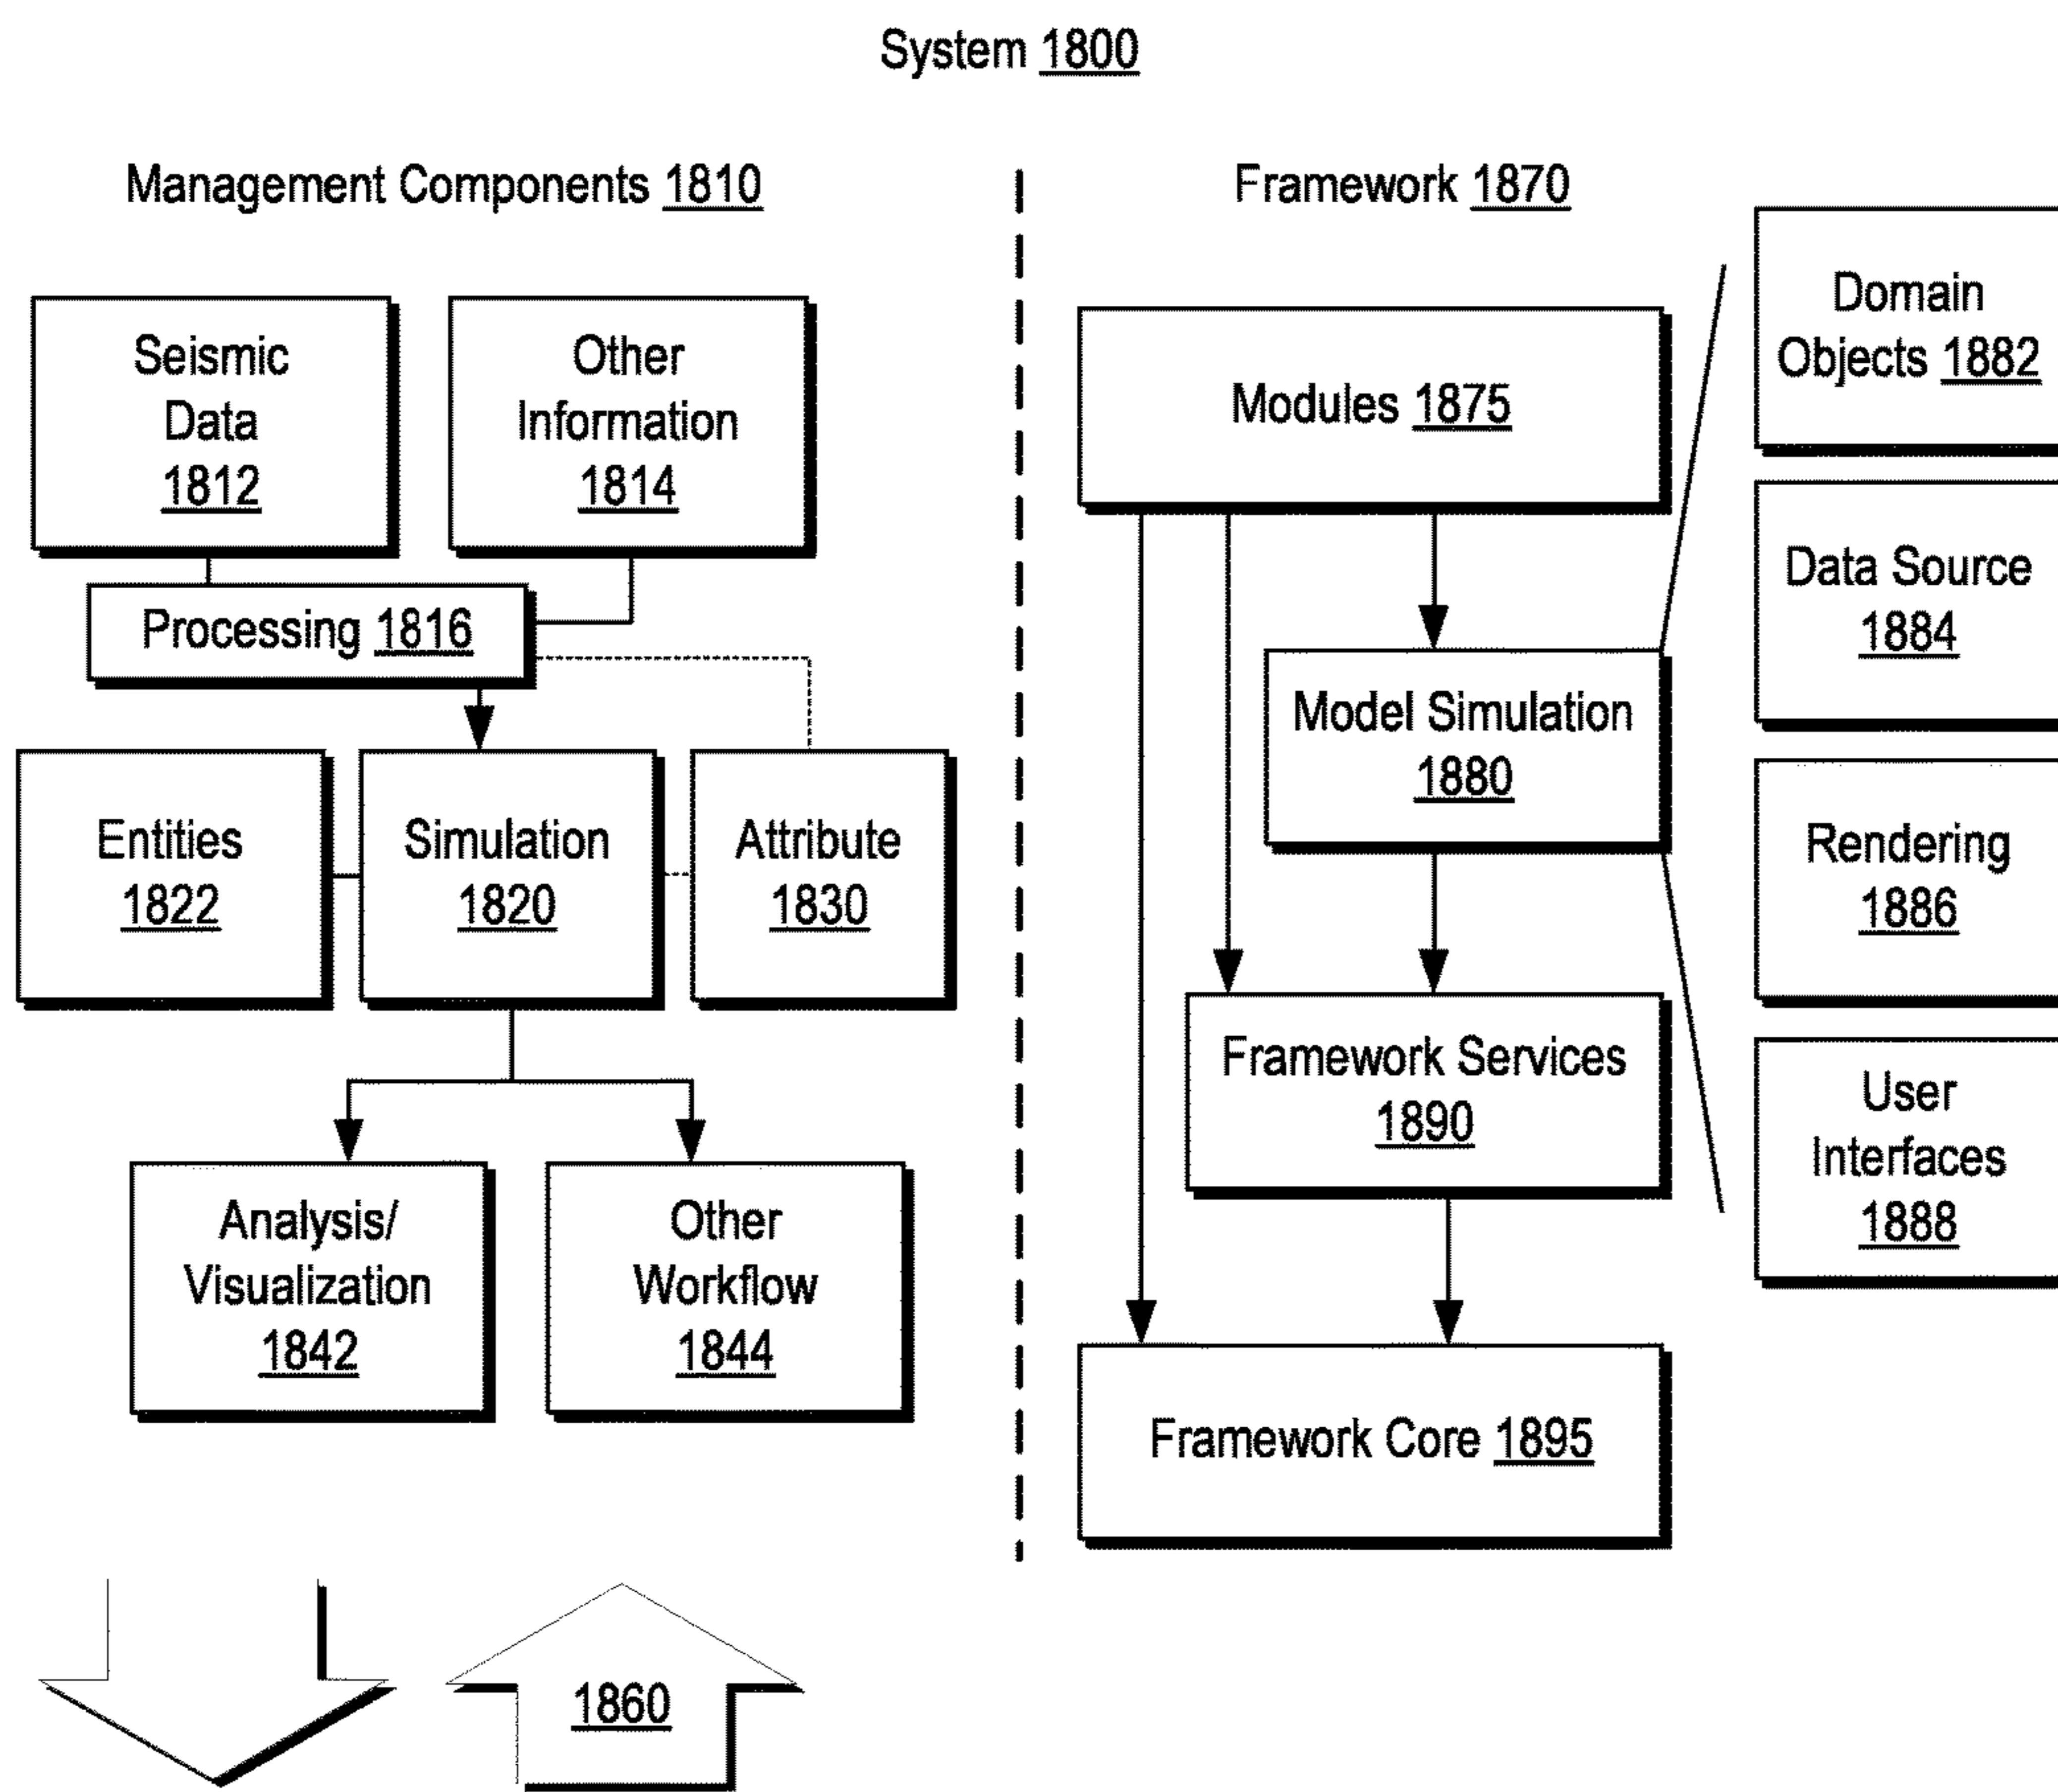 System 1800
Management Components 1810
Seismic
Data
1812
Other
Information
1814
Processing 1816
Entities
1822
Simulation
1820
Attribute
1830
Analysis/
Visualization
1842
Other
Workflow
1844
1860
Framework 1870
Modules 1875
Model Simulation
1880
Framework Services
1890
Framework Core 1895
Domain
Objects 1882
Data Source
1884
Rendering
1886
User
Interfaces
1888